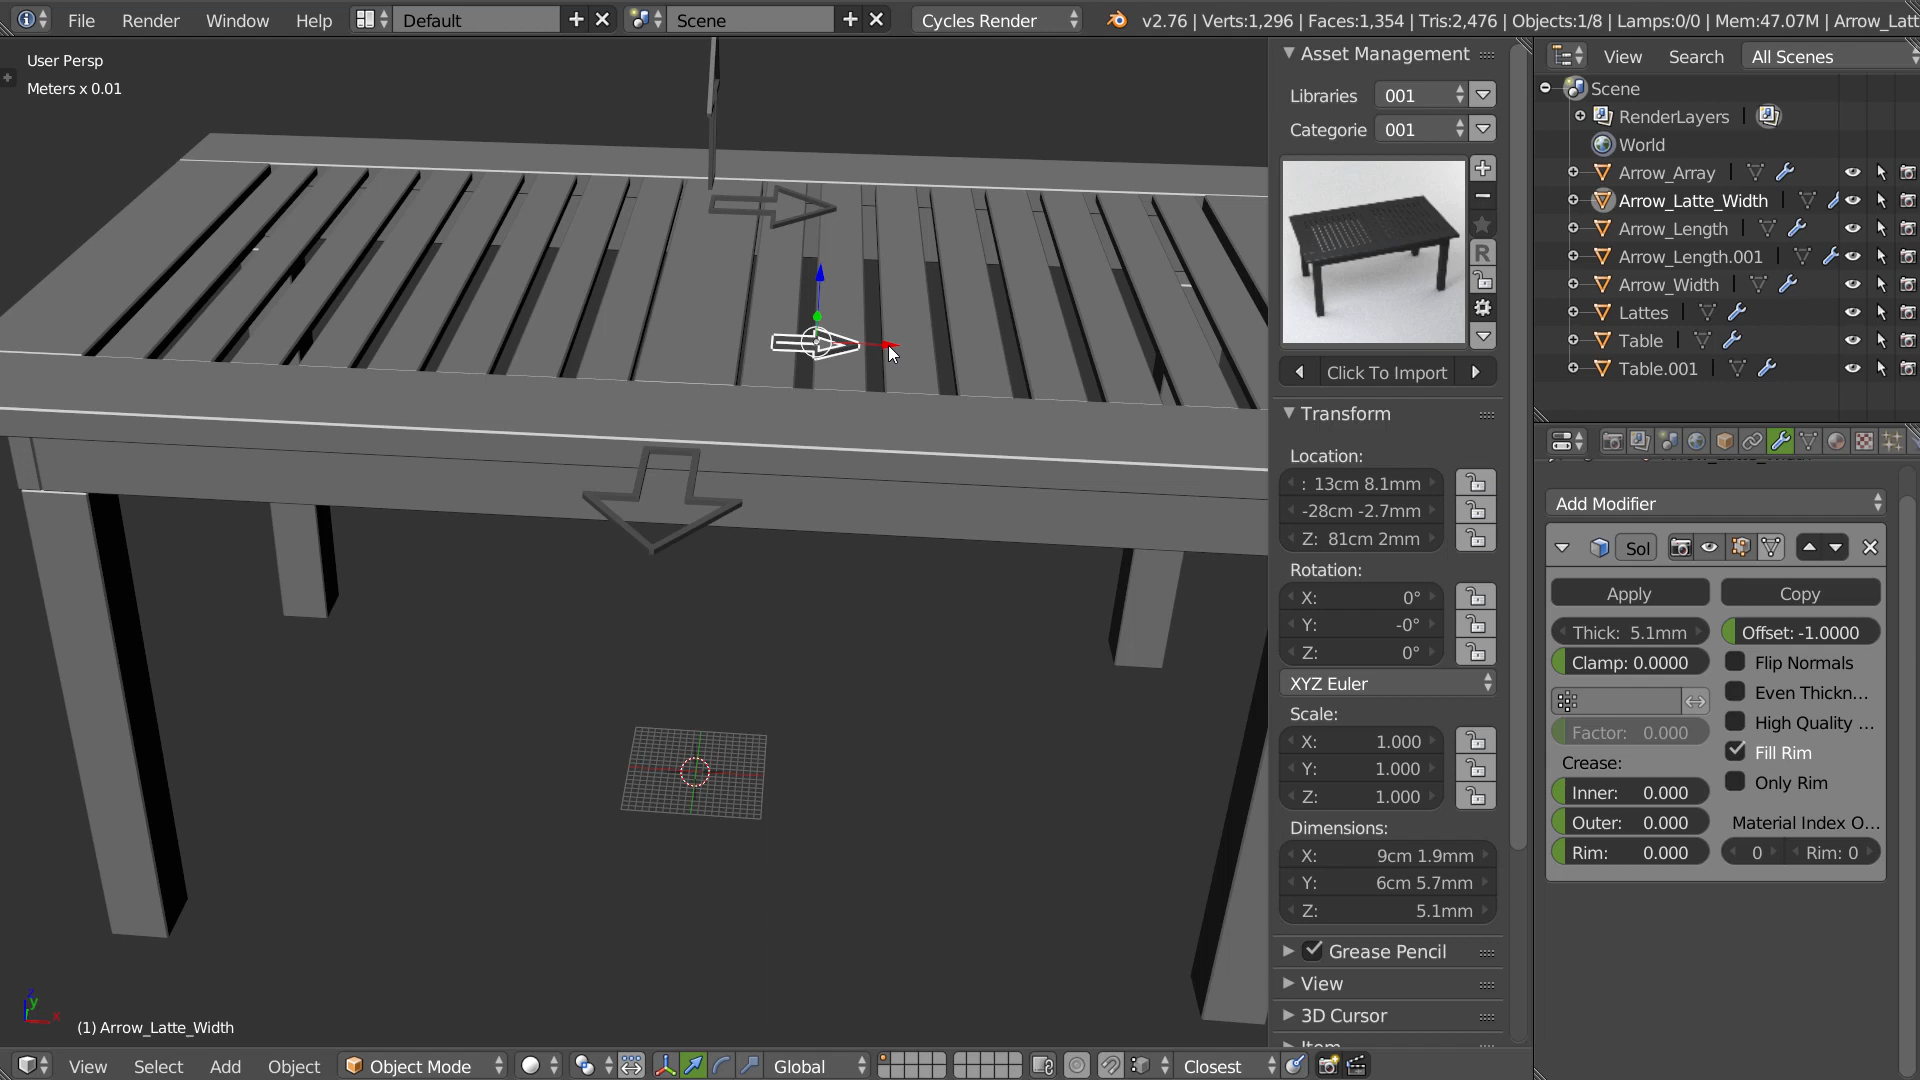 File Render Window Help Default Scene Cycles Render v2.76 | Verts:1,296 | Faces:1,354 | Tris:2,476 | Objects:1/8 | Lamps:0/0 | Mem:47.07M | Arrow_Latt
User Persp
Meters x 0.01
(1) Arrow_Latte_Width
View Select Add Object Object Mode Global Closest
Asset Management
Libraries 001
Categorie 001
R
Click To Import
Transform
Location:
: 13cm 8.1mm
-28cm -2.7mm
Z: 81cm 2mm
Rotation:
X: 0°
Y: -0°
Z: 0°
XYZ Euler
Scale:
X: 1.000
Y: 1.000
Z: 1.000
Dimensions:
X: 9cm 1.9mm
Y: 6cm 5.7mm
Z: 5.1mm
Grease Pencil
View
3D Cursor
View Search All Scenes
Scene
RenderLayers
World
Arrow_Array
Arrow_Latte_Width
Arrow_Length
Arrow_Length.001
Arrow_Width
Lattes
Table
Table.001
Add Modifier
Sol
Apply Copy
Thick: 5.1mm Offset: -1.0000
Clamp: 0.0000 Flip Normals
Even Thickn...
Factor: 0.000 High Quality ...
Crease: Fill Rim
Inner: 0.000 Only Rim
Outer: 0.000 Material Index O...
Rim: 0.000 0 Rim: 0
z
y
x